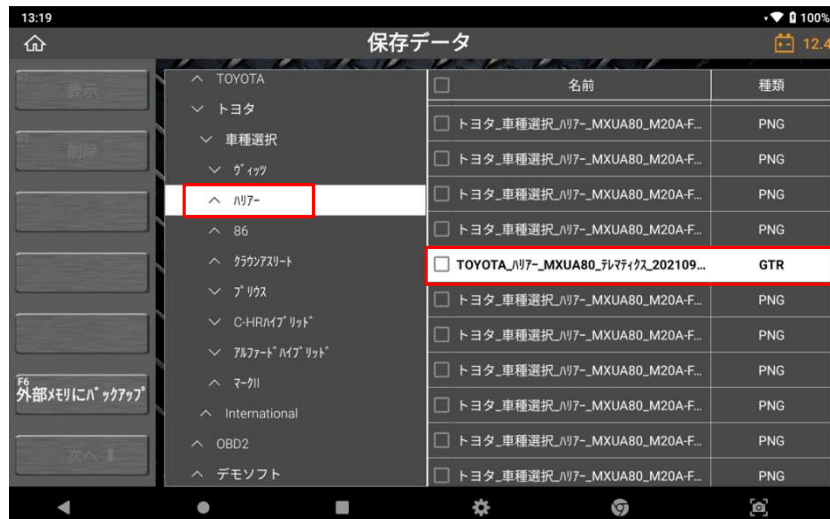 13:19
100%
保存データ
12.4
F1
表示
F3
削除
F6
外部メモリにバックアップ
次へ ⬇
TOYOTA
トヨタ
車種選択
ヴィッツ
ハリアー
86
クラウンアスリート
プリウス
C-HRハイブリッド
アルファードハイブリッド
マークII
International
OBD2
デモソフト
名前 種類
トヨタ_車種選択_ハリアー_MXUA80_M20A-F... PNG
トヨタ_車種選択_ハリアー_MXUA80_M20A-F... PNG
トヨタ_車種選択_ハリアー_MXUA80_M20A-F... PNG
トヨタ_車種選択_ハリアー_MXUA80_M20A-F... PNG
TOYOTA_ハリアー_MXUA80_テレマティクス_202109... GTR
トヨタ_車種選択_ハリアー_MXUA80_M20A-F... PNG
トヨタ_車種選択_ハリアー_MXUA80_M20A-F... PNG
トヨタ_車種選択_ハリアー_MXUA80_M20A-F... PNG
トヨタ_車種選択_ハリアー_MXUA80_M20A-F... PNG
トヨタ_車種選択_ハリアー_MXUA80_M20A-F... PNG
トヨタ_車種選択_ハリアー_MXUA80_M20A-F... PNG